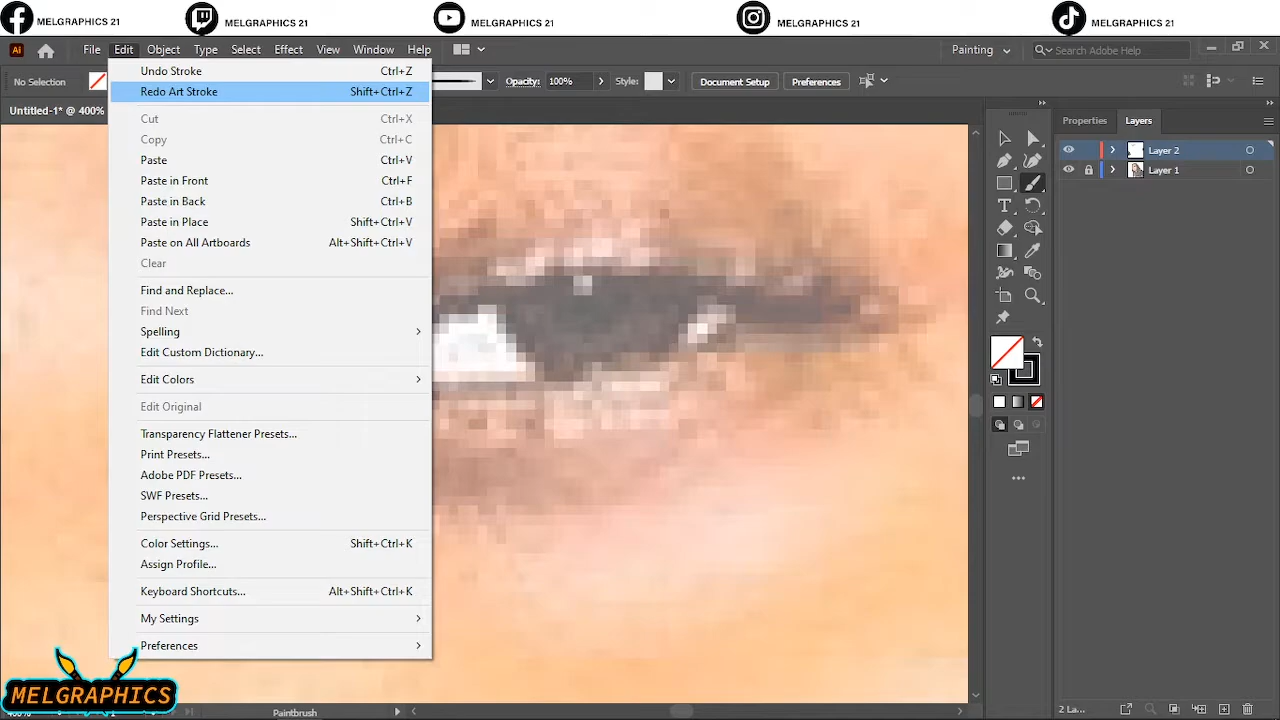 MELGRAPHICS 21
MELGRAPHICS 21
MELGRAPHICS 21
MELGRAPHICS 21
MELGRAPHICS 21
Ai File Edit Object Type Select Effect View Window Help Painting Search Adobe Help
No Selection Opacity: 100% Style: Document Setup Preferences
Untitled-1* @ 400%
Undo Stroke Ctrl+Z
Redo Art Stroke Shift+Ctrl+Z
Cut Ctrl+X
Copy Ctrl+C
Paste Ctrl+V
Paste in Front Ctrl+F
Paste in Back Ctrl+B
Paste in Place Shift+Ctrl+V
Paste on All Artboards Alt+Shift+Ctrl+V
Clear
Find and Replace...
Find Next
Spelling
Edit Custom Dictionary...
Edit Colors
Edit Original
Transparency Flattener Presets...
Print Presets...
Adobe PDF Presets...
SWF Presets...
Perspective Grid Presets...
Color Settings... Shift+Ctrl+K
Assign Profile...
Keyboard Shortcuts... Alt+Shift+Ctrl+K
My Settings
Preferences
Properties Layers
Layer 2
Layer 1
MELGRAPHICS
Paintbrush
2 La...